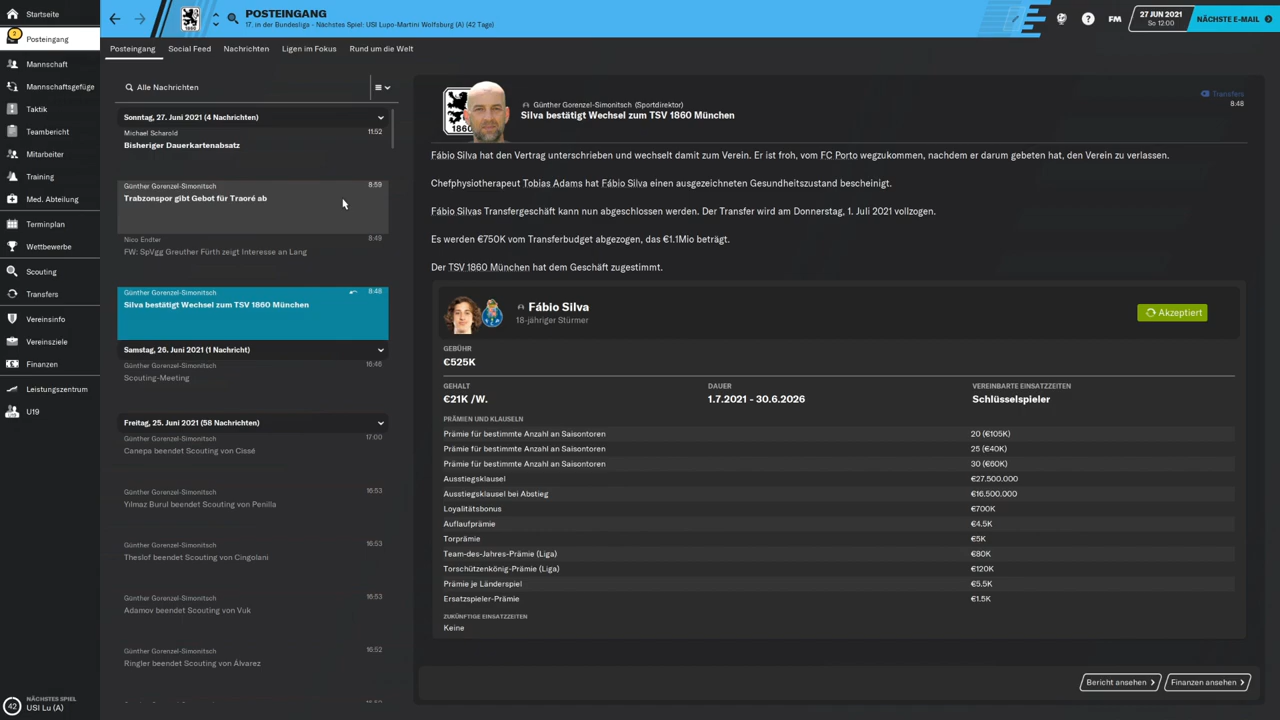 Startseite
Posteingang
2
Mannschaft
Mannschaftsgefüge
Taktik
Teambericht
Mitarbeiter
Training
Med. Abteilung
Terminplan
Wettbewerbe
Scouting
Transfers
Vereinsinfo
Vereinsziele
Finanzen
Leistungszentrum
U19
42
NÄCHSTES SPIEL
USI Lu (A)
POSTEINGANG
17. in der Bundesliga - Nächstes Spiel: USI Lupo-Martini Wolfsburg (A) (42 Tage)
FM
27 JUN 2021
So 12:00
NÄCHSTE E-MAIL
Posteingang
Social Feed
Nachrichten
Ligen im Fokus
Rund um die Welt
Alle Nachrichten
Sonntag, 27. Juni 2021 (4 Nachrichten)
Michael Scharold 11:52
Bisheriger Dauerkartenabsatz
Günther Gorenzel-Simonitsch 8:59
Trabzonspor gibt Gebot für Traoré ab
Nico Endter 8:49
FW: SpVgg Greuther Fürth zeigt Interesse an Lang
Günther Gorenzel-Simonitsch 8:48
Silva bestätigt Wechsel zum TSV 1860 München
Samstag, 26. Juni 2021 (1 Nachricht)
Günther Gorenzel-Simonitsch 16:46
Scouting-Meeting
Freitag, 25. Juni 2021 (58 Nachrichten)
Günther Gorenzel-Simonitsch 17:00
Canepa beendet Scouting von Cissé
Günther Gorenzel-Simonitsch 16:53
Yilmaz Burul beendet Scouting von Penilla
Günther Gorenzel-Simonitsch 16:53
Theslof beendet Scouting von Cingolani
Günther Gorenzel-Simonitsch 16:53
Adamov beendet Scouting von Vuk
Günther Gorenzel-Simonitsch 16:52
Ringler beendet Scouting von Álvarez
1860
Günther Gorenzel-Simonitsch (Sportdirektor)
Silva bestätigt Wechsel zum TSV 1860 München
Transfers
8:48
Fábio Silva hat den Vertrag unterschrieben und wechselt damit zum Verein. Er ist froh, vom FC Porto wegzukommen, nachdem er darum gebeten hat, den Verein zu verlassen.
Chefphysiotherapeut Tobias Adams hat Fábio Silva einen ausgezeichneten Gesundheitszustand bescheinigt.
Fábio Silvas Transfergeschäft kann nun abgeschlossen werden. Der Transfer wird am Donnerstag, 1. Juli 2021 vollzogen.
Es werden €750K vom Transferbudget abgezogen, das €1.1Mio beträgt.
Der TSV 1860 München hat dem Geschäft zugestimmt.
Fábio Silva
18-jähriger Stürmer
Akzeptiert
GEBÜHR
€525K
GEHALT DAUER VEREINBARTE EINSATZZEITEN
€21K /W. 1.7.2021 - 30.6.2026 Schlüsselspieler
PRÄMIEN UND KLAUSELN
Prämie für bestimmte Anzahl an Saisontoren 20 (€105K)
Prämie für bestimmte Anzahl an Saisontoren 25 (€40K)
Prämie für bestimmte Anzahl an Saisontoren 30 (€60K)
Ausstiegsklausel €27.500.000
Ausstiegsklausel bei Abstieg €16.500.000
Loyalitätsbonus €700K
Auflaufprämie €4.5K
Torprämie €5K
Team-des-Jahres-Prämie (Liga) €80K
Torschützenkönig-Prämie (Liga) €120K
Prämie je Länderspiel €5.5K
Ersatzspieler-Prämie €1.5K
ZUKÜNFTIGE EINSATZZEITEN
Keine
Bericht ansehen
Finanzen ansehen